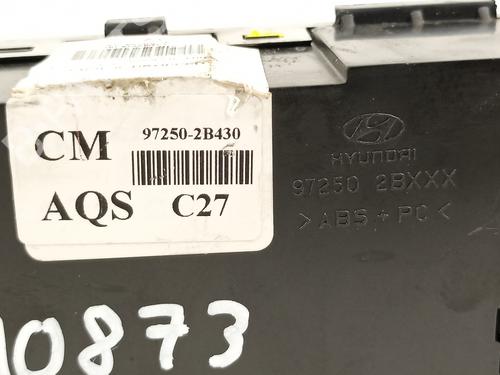 CM
97250-2B430
AQS
C27
HYUNDAI
97250 2BXXX
>ABS+PC<
0873